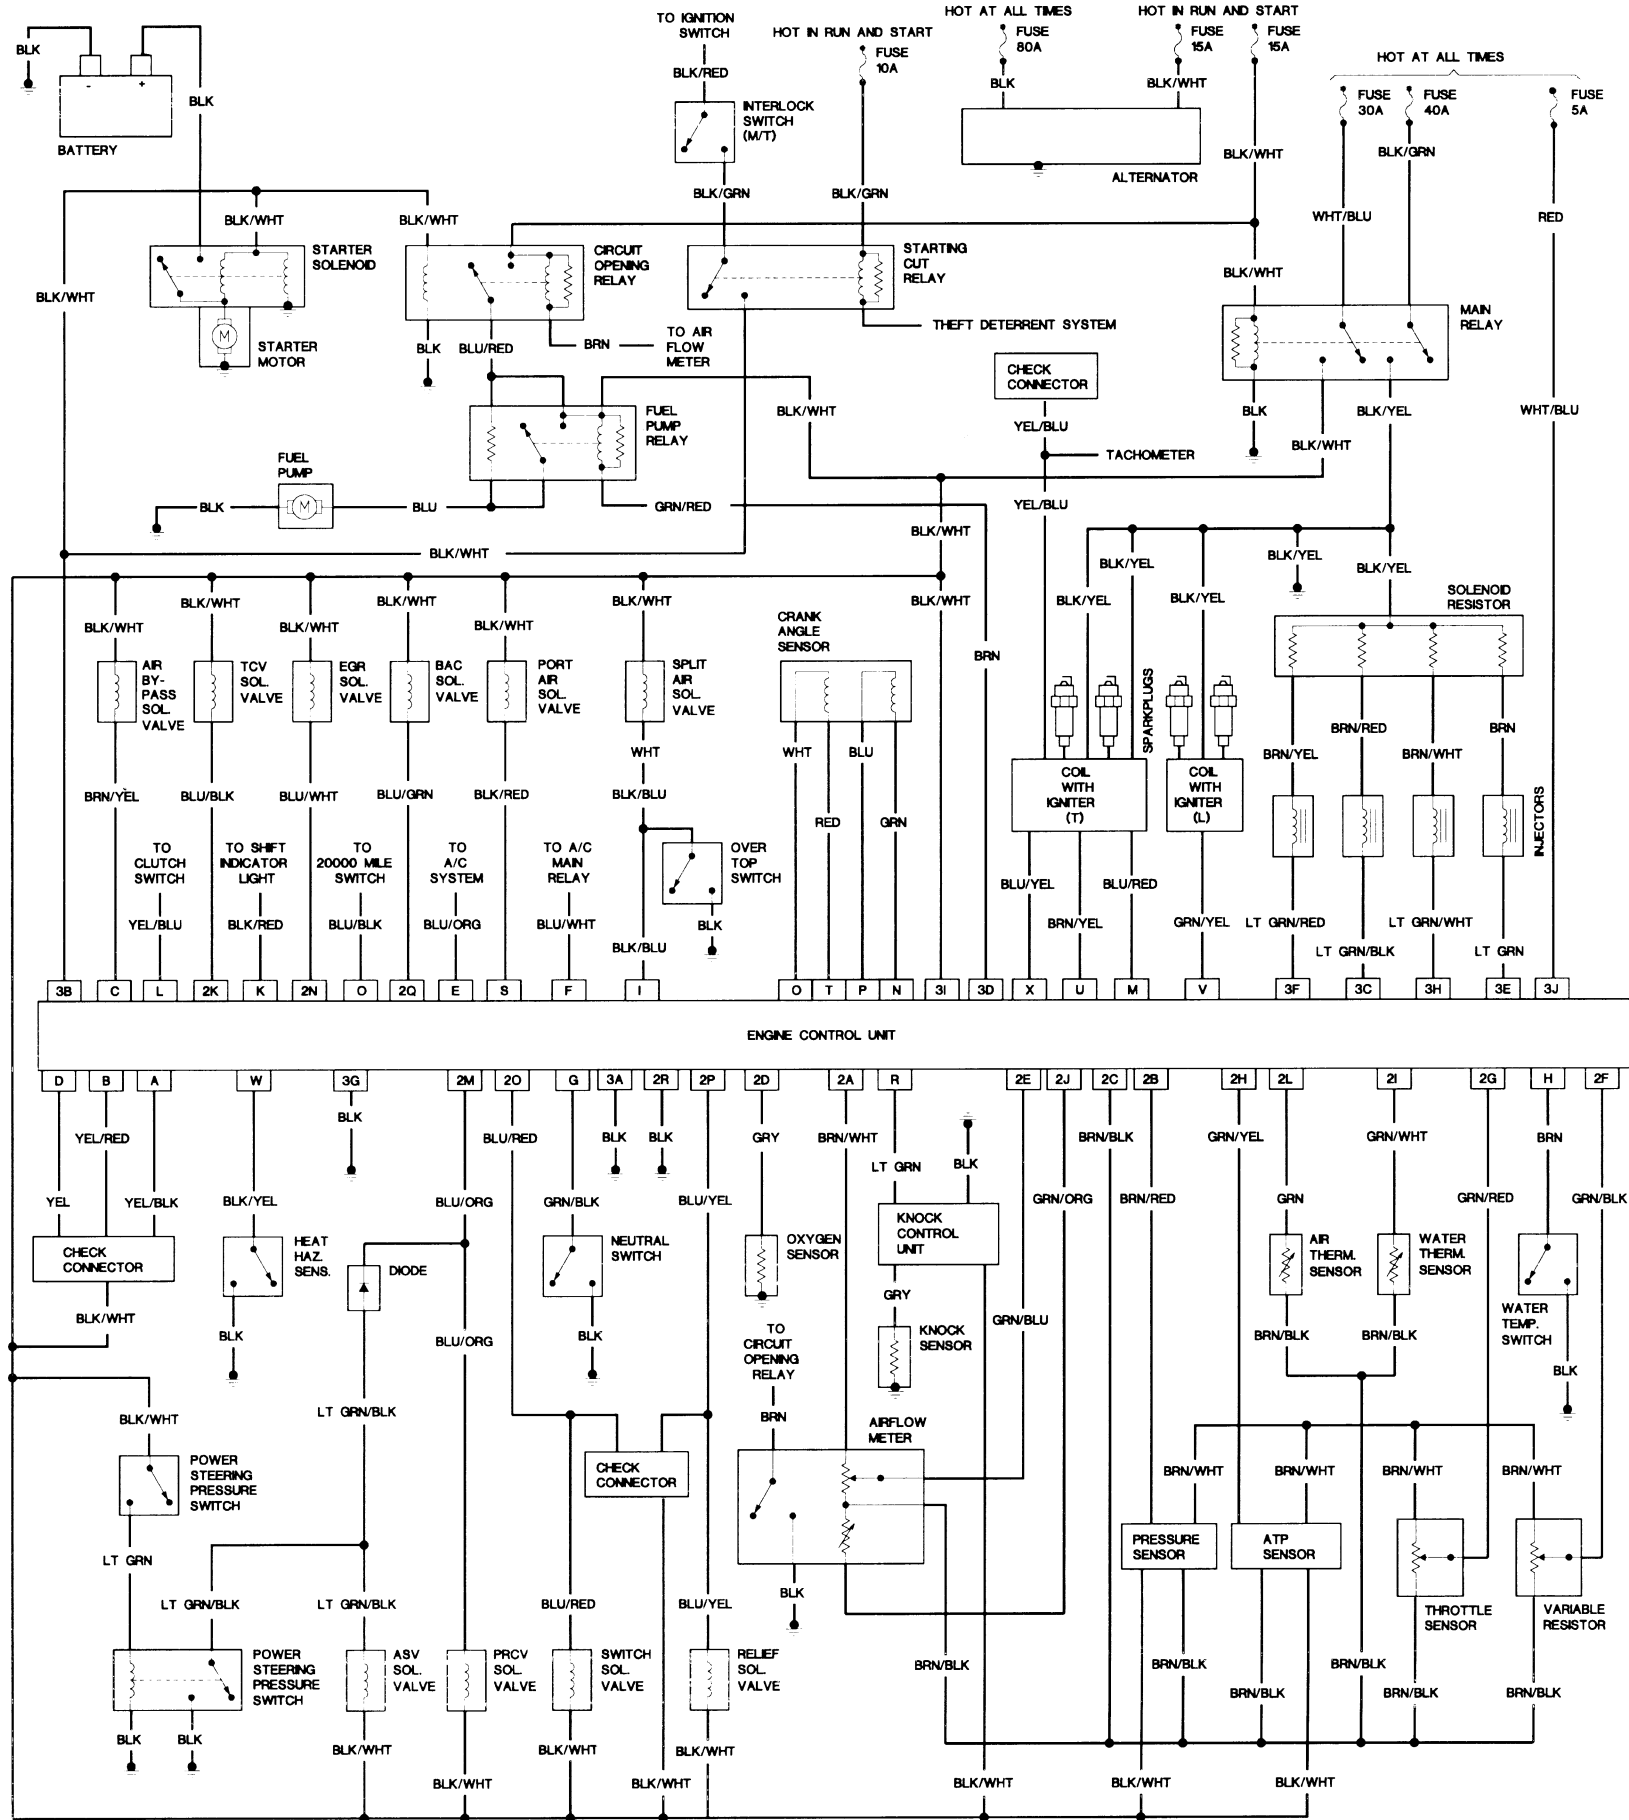 TO IGNITION
SWITCH
HOT IN RUN AND START
HOT AT ALL TIMES
HOT IN RUN AND START
HOT AT ALL TIMES
BLK
-
+
BLK
BATTERY
BLK/RED
FUSE
10A
FUSE
80A
BLK
FUSE
15A
BLK/WHT
FUSE
15A
FUSE
30A
FUSE
40A
FUSE
5A
INTERLOCK
SWITCH
(M/T)
ALTERNATOR
BLK/WHT
BLK/GRN
BLK/GRN
BLK/GRN
WHT/BLU
RED
BLK/WHT
BLK/WHT
BLK/WHT
STARTER
SOLENOID
CIRCUIT
OPENING
RELAY
STARTING
CUT
RELAY
BLK/WHT
M
STARTER
MOTOR
BLK
BLU/RED
BRN
TO AIR
FLOW
METER
THEFT DETERRENT SYSTEM
MAIN
RELAY
CHECK
CONNECTOR
YEL/BLU
TACHOMETER
YEL/BLU
BLK
BLK/YEL
BLK/WHT
WHT/BLU
FUEL
PUMP
RELAY
BLK/WHT
FUEL
PUMP
BLK
M
BLU
GRN/RED
BLK/WHT
BLK/WHT
BLK/YEL
BLK/YEL
BLK/YEL
BLK/YEL
BLK/YEL
SOLENOID
RESISTOR
BLK/WHT
BLK/WHT
BLK/WHT
BLK/WHT
BLK/WHT
BLK/WHT
BLK/WHT
BRN
AIR
BY-
PASS
SOL.
VALVE
TCV
SOL.
VALVE
EGR
SOL.
VALVE
BAC
SOL.
VALVE
PORT
AIR
SOL.
VALVE
SPLIT
AIR
SOL.
VALVE
CRANK
ANGLE
SENSOR
SPARKPLUGS
WHT
BLU
WHT
RED
GRN
COIL
WITH
IGNITER
(T)
COIL
WITH
IGNITER
(L)
BRN/YEL
BRN/RED
BRN/WHT
BRN
INJECTORS
BRN/YEL
BLU/BLK
BLU/WHT
BLU/GRN
BLK/RED
BLK/BLU
TO
CLUTCH
SWITCH
TO SHIFT
INDICATOR
LIGHT
TO
20000 MILE
SWITCH
TO
A/C
SYSTEM
TO A/C
MAIN
RELAY
OVER
TOP
SWITCH
YEL/BLU
BLK/RED
BLU/BLK
BLU/ORG
BLU/WHT
BLK/BLU
BLK
BLU/YEL
BRN/YEL
BLU/RED
GRN/YEL
LT GRN/RED
LT GRN/BLK
LT GRN/WHT
LT GRN
3B
C
L
2K
K
2N
O
2Q
E
S
F
I
O
T
P
N
3I
3D
X
U
M
V
3F
3C
3H
3E
3J
ENGINE CONTROL UNIT
D
B
A
W
3G
2M
2O
G
3A
2R
2P
2D
2A
R
2E
2J
2C
2B
2H
2L
2I
2G
H
2F
YEL
YEL/RED
YEL/BLK
CHECK
CONNECTOR
BLK/WHT
BLK/YEL
HEAT
HAZ.
SENS.
BLK
BLK
BLU/ORG
DIODE
BLU/ORG
BLU/RED
GRN/BLK
NEUTRAL
SWITCH
BLK
BLK
BLK
BLU/YEL
GRY
OXYGEN
SENSOR
BRN/WHT
LT GRN
BLK
KNOCK
CONTROL
UNIT
GRY
KNOCK
SENSOR
GRN/BLU
GRN/ORG
BRN/BLK
BRN/RED
GRN/YEL
GRN
AIR
THERM.
SENSOR
BRN/BLK
GRN/WHT
WATER
THERM.
SENSOR
BRN/BLK
GRN/RED
BRN
WATER
TEMP.
SWITCH
BLK
GRN/BLK
BLK/WHT
LT GRN/BLK
TO
CIRCUIT
OPENING
RELAY
BRN
AIRFLOW
METER
POWER
STEERING
PRESSURE
SWITCH
CHECK
CONNECTOR
BRN/WHT
BRN/WHT
BRN/WHT
BRN/WHT
PRESSURE
SENSOR
ATP
SENSOR
THROTTLE
SENSOR
VARIABLE
RESISTOR
LT GRN
LT GRN/BLK
LT GRN/BLK
BLU/RED
BLU/YEL
BLK
POWER
STEERING
PRESSURE
SWITCH
ASV
SOL.
VALVE
PRCV
SOL.
VALVE
SWITCH
SOL.
VALVE
RELIEF
SOL.
VALVE
BRN/BLK
BRN/BLK
BRN/BLK
BRN/BLK
BRN/BLK
BRN/BLK
BLK
BLK
BLK/WHT
BLK/WHT
BLK/WHT
BLK/WHT
BLK/WHT
BLK/WHT
BLK/WHT
BLK/WHT